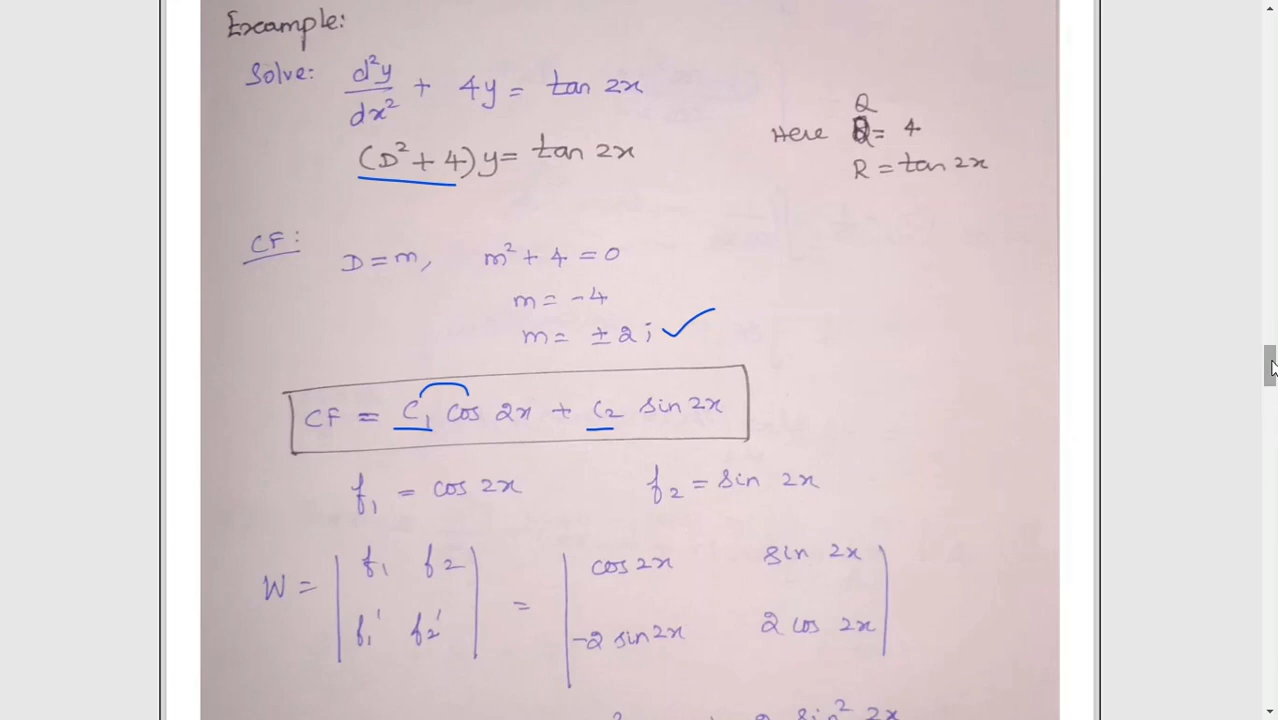 Example:
Solve: d²y/dx² + 4y = tan 2x
(D² + 4)y = tan 2x
Here Q = 4
R = tan 2x
CF:
D = m, m² + 4 = 0
m = -4
m = ± 2i
CF = C₁ cos 2x + C₂ sin 2x
f₁ = cos 2x f₂ = sin 2x
W = | f₁ f₂ | = | cos 2x sin 2x |
| f₁' f₂' | | -2 sin 2x 2 cos 2x |
sin² 2x